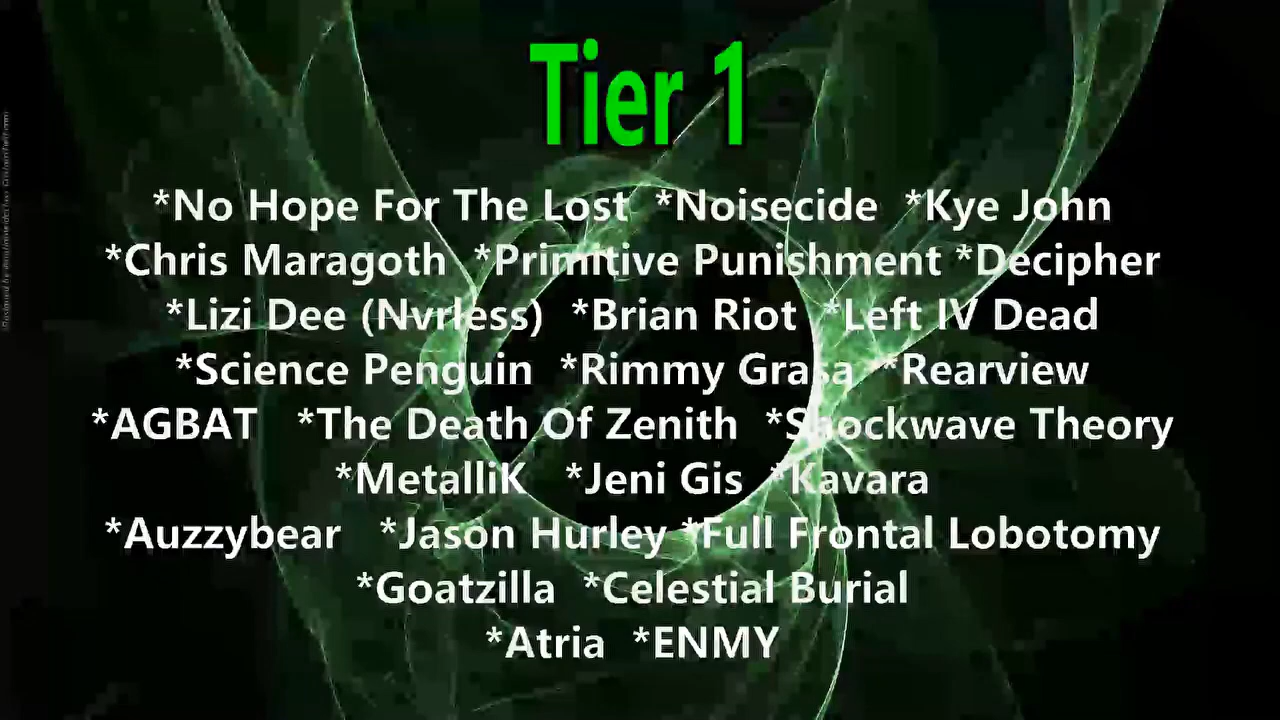 Tier 1
*No Hope For The Lost *Noisecide *Kye John
*Chris Maragoth *Primitive Punishment *Decipher
*Lizi Dee (Nvrless) *Brian Riot *Left IV Dead
*Science Penguin *Rimmy Grasa *Rearview
*AGBAT *The Death Of Zenith *Shockwave Theory
*MetalliK *Jeni Gis *Kavara
*Auzzybear *Jason Hurley *Full Frontal Lobotomy
*Goatzilla *Celestial Burial
*Atria *ENMY